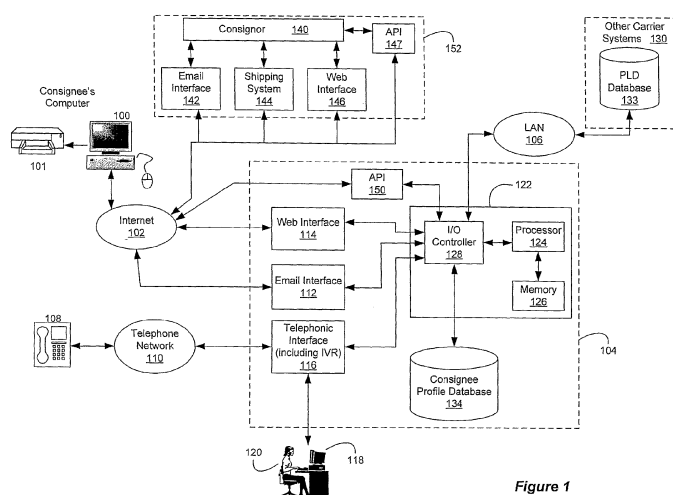 Consignor 140
API
147
152
Email
Interface
142
Shipping
System
144
Web
Interface
146
Other Carrier
Systems 130
PLD
Database
133
Consignee's
Computer
100
101
LAN
106
API
150
122
Internet
102
Web Interface
114
I/O
Controller
128
Processor
124
Email Interface
112
Memory
126
108
Telephone
Network
110
Telephonic
Interface
(including IVR)
116
104
Consignee
Profile Database
134
120
118
Figure 1